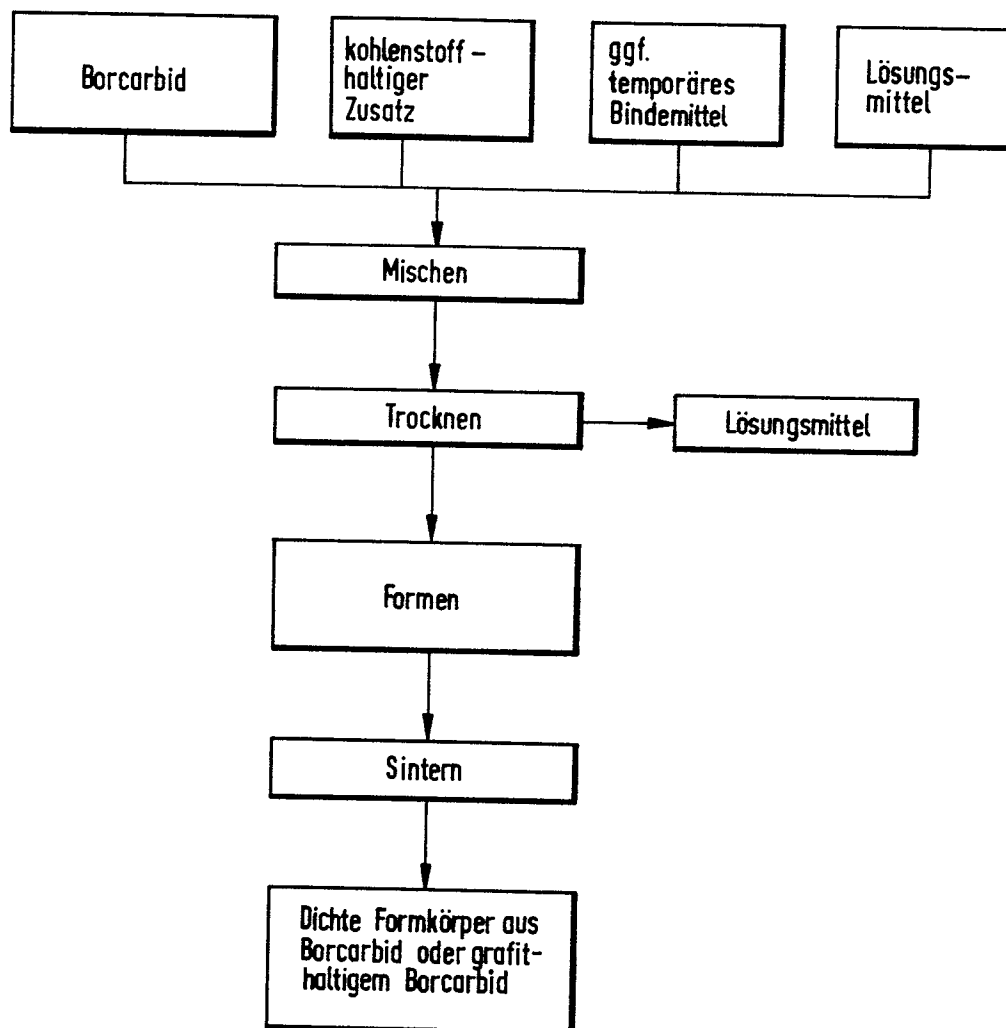 Borcarbid
kohlenstoff-
haltiger
Zusatz
ggf.
temporäres
Bindemittel
Lösungs-
mittel
Mischen
Trocknen
Lösungsmittel
Formen
Sintern
Dichte Formkörper aus
Borcarbid oder grafit-
haltigem Borcarbid